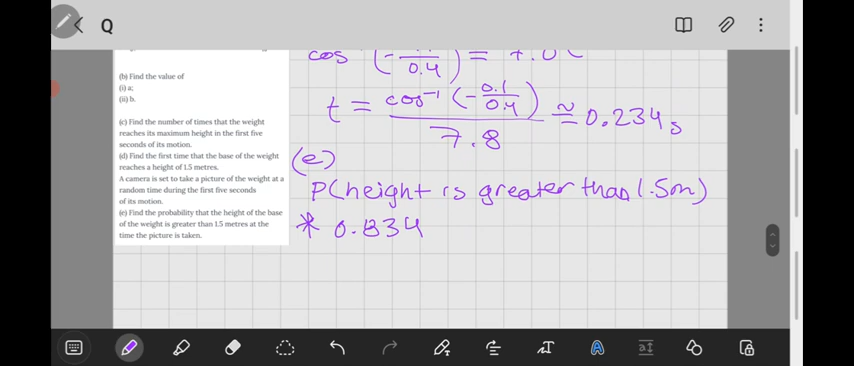 Q
(b) Find the value of
(i) a;
(ii) b.
(c) Find the number of times that the weight
reaches its maximum height in the first five
seconds of its motion.
(d) Find the first time that the base of the weight
reaches a height of 1.5 metres.
A camera is set to take a picture of the weight at a
random time during the first five seconds
of its motion.
(e) Find the probability that the height of the base
of the weight is greater than 1.5 metres at the
time the picture is taken.
t = cos⁻¹ (-0.1/0.4) / 7.8 ≅ 0.234 s
(e)
P(height is greater than 1.5m)
* 0.834